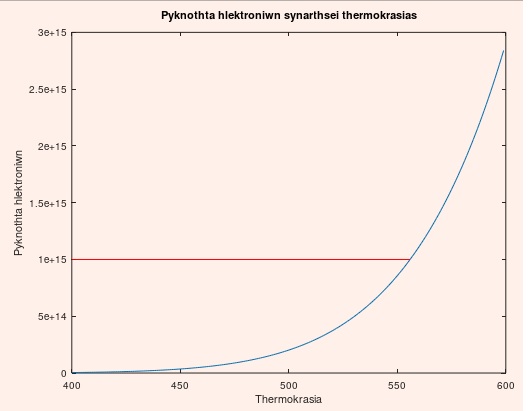 Pyknothta hlektroniwn synarthsei thermokrasias
3e+15
2.5e+15
2e+15
1.5e+15
1e+15
5e+14
0
Pyknothta hlektroniwn
400
450
500
550
600
Thermokrasia